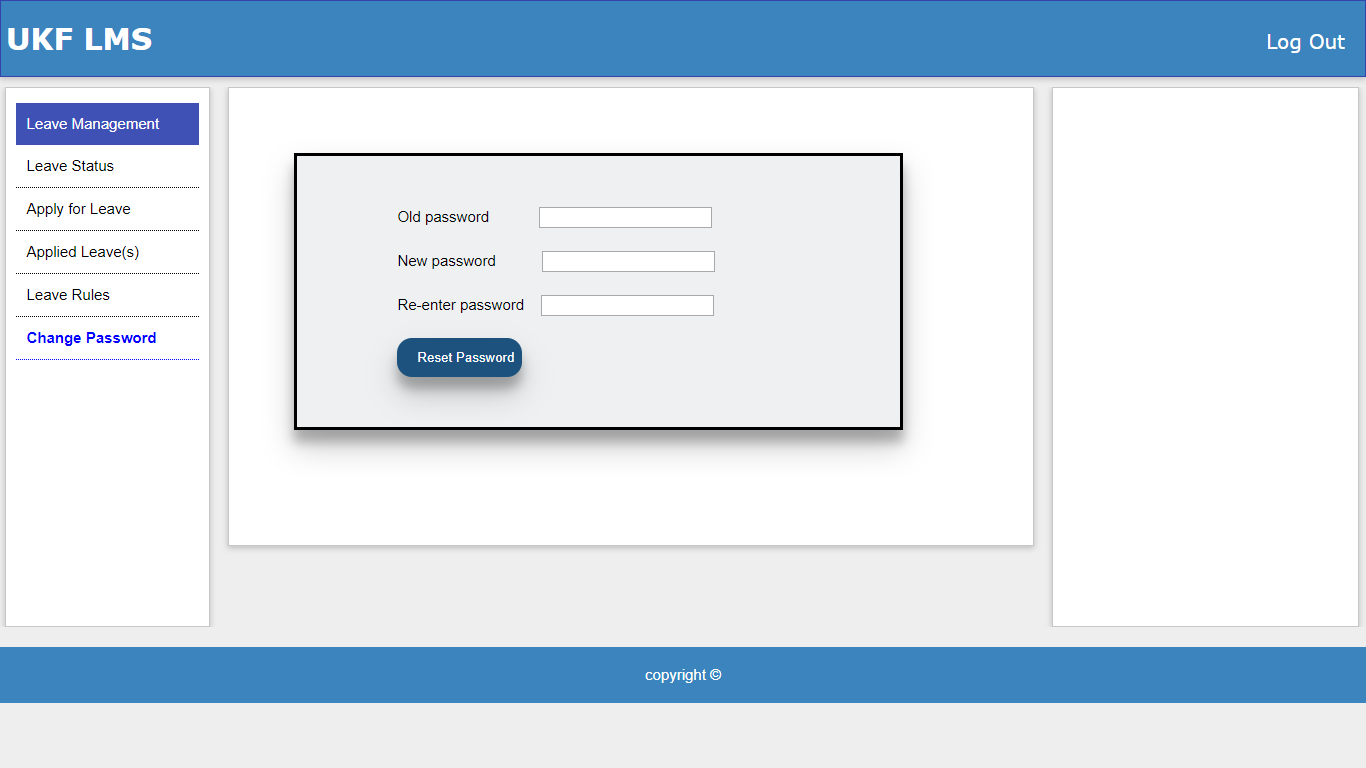 UKF LMS
Log Out
Leave Management
Leave Status
Apply for Leave
Applied Leave(s)
Leave Rules
Change Password
Old password
New password
Re-enter password
Reset Password
copyright ©